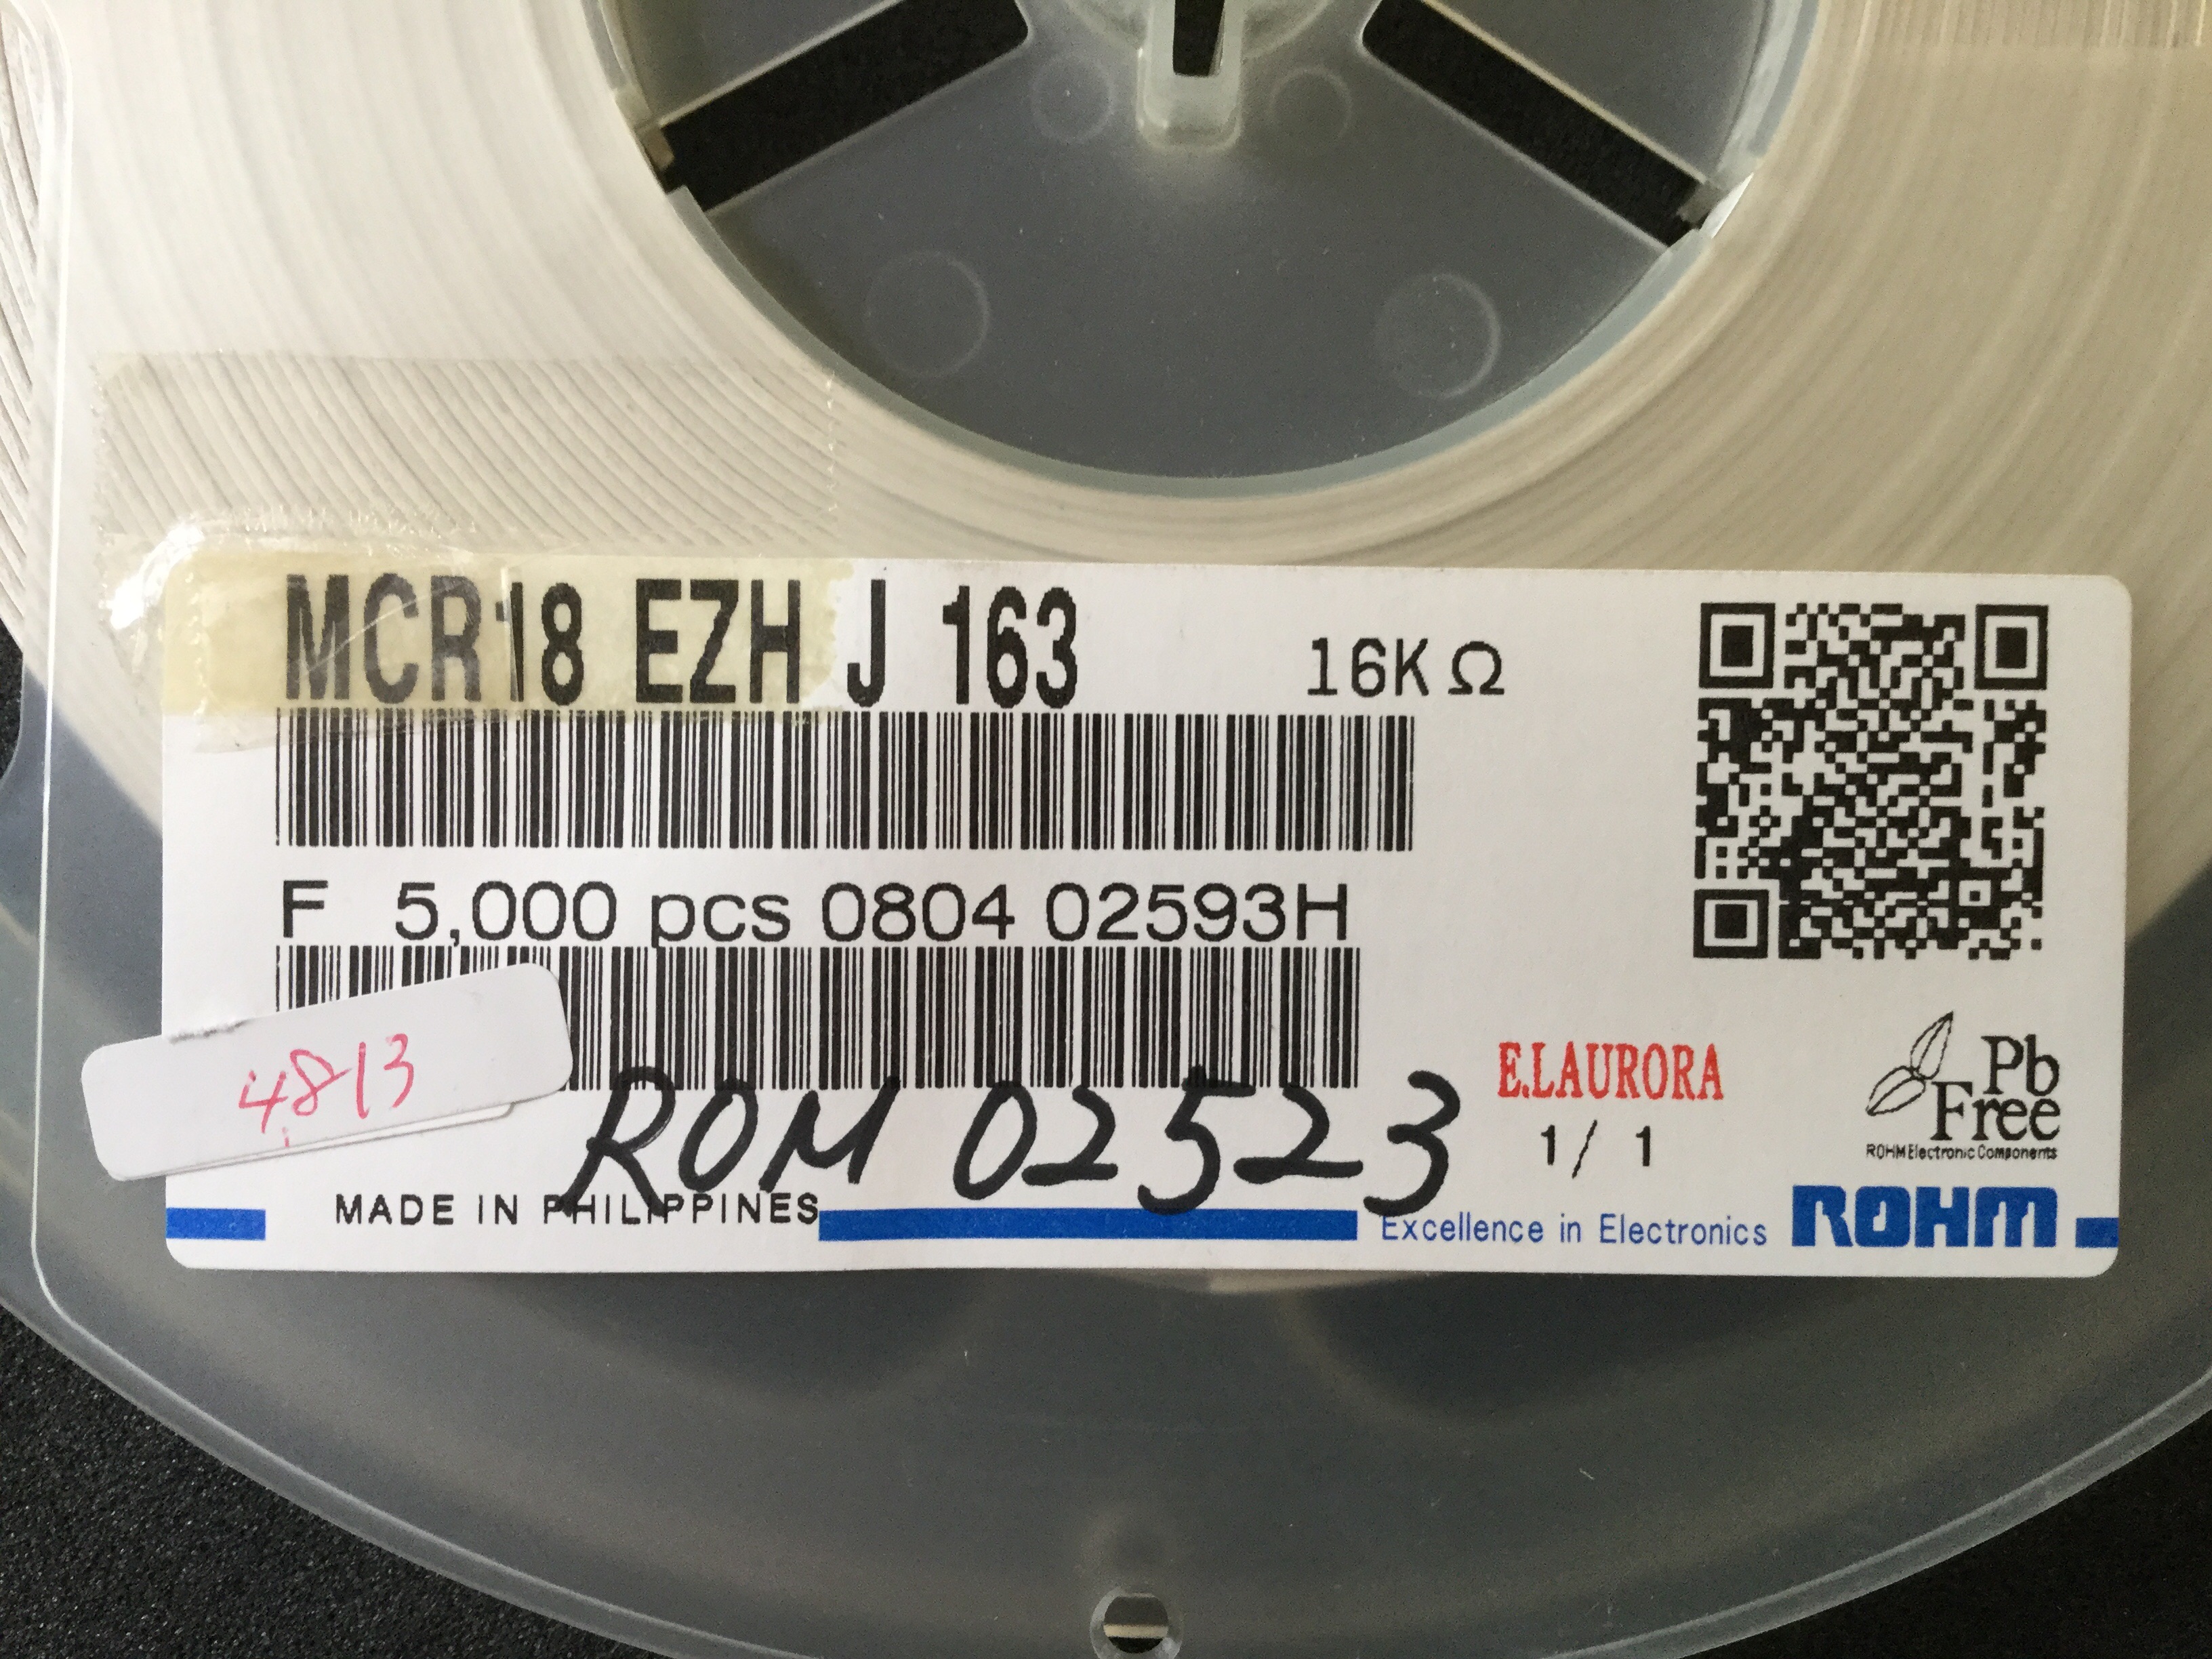 MCR18 EZH J 163 16KΩ
F 5,000 pcs 0804 02593H
4813
ROM 02523
E.LAURORA
1/ 1
Pb
Free
ROHM Electronic Components
MADE IN PHILIPPINES
Excellence in Electronics ROHM